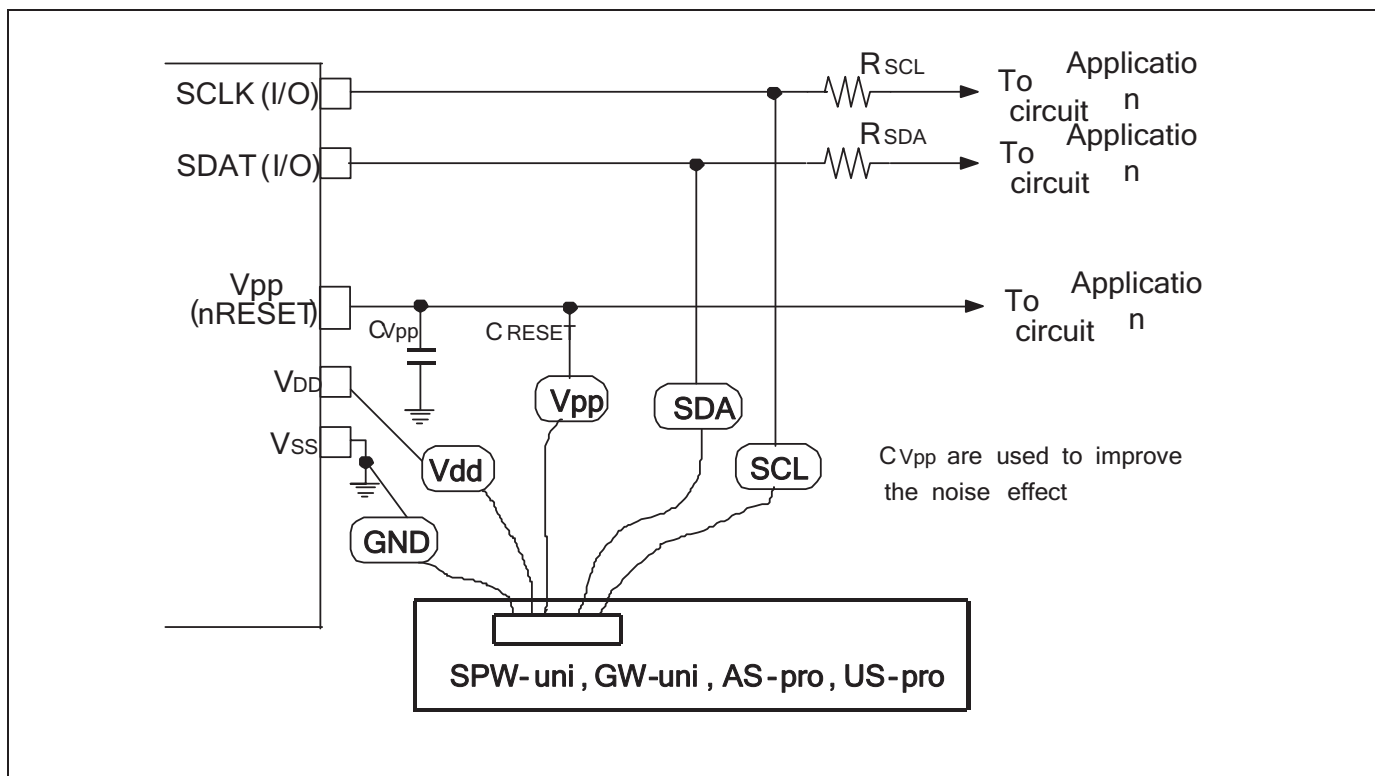 SCLK (I/O)
R SCL
To Applicatio
circuit n
SDAT (I/O)
R SDA
To Applicatio
circuit n
Vpp
(nRESET)
To Applicatio
circuit n
CVpp
C RESET
VDD
Vpp
SDA
VSS
Vdd
SCL
C Vpp are used to improve
the noise effect
GND
SPW-uni , GW-uni , AS-pro, US-pro